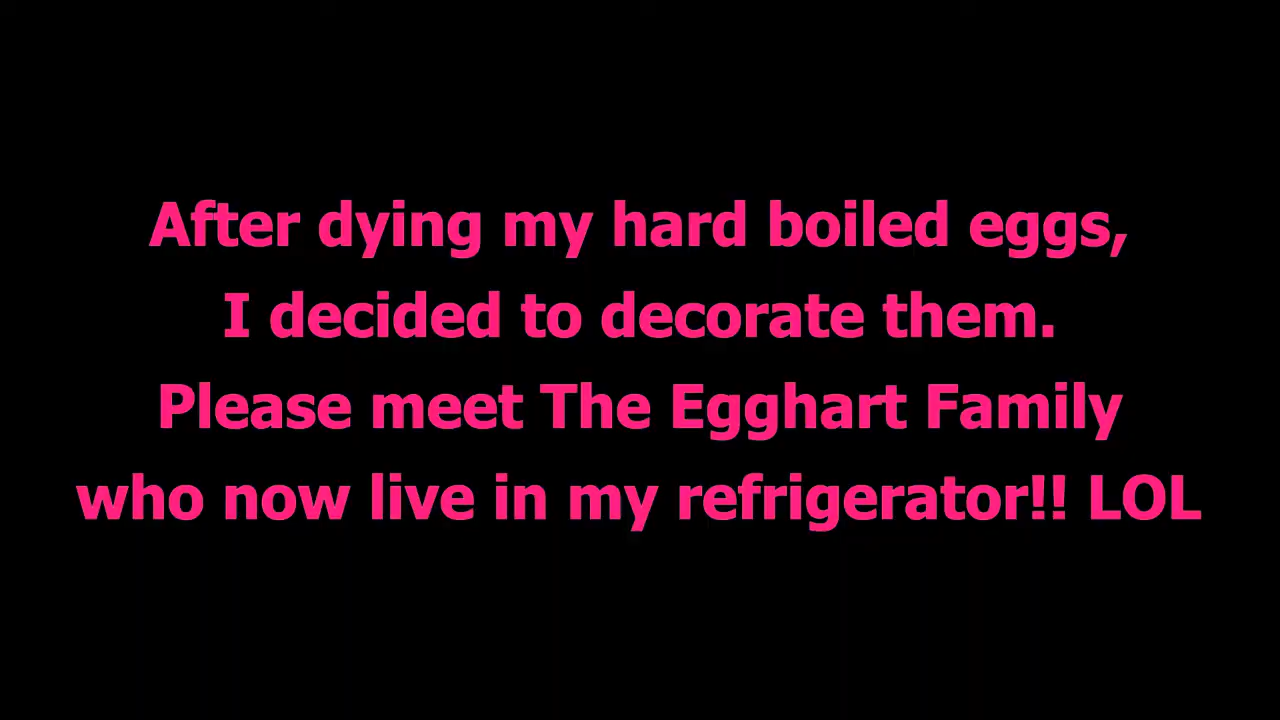 After dying my hard boiled eggs,
I decided to decorate them.
Please meet The Egghart Family
who now live in my refrigerator!! LOL